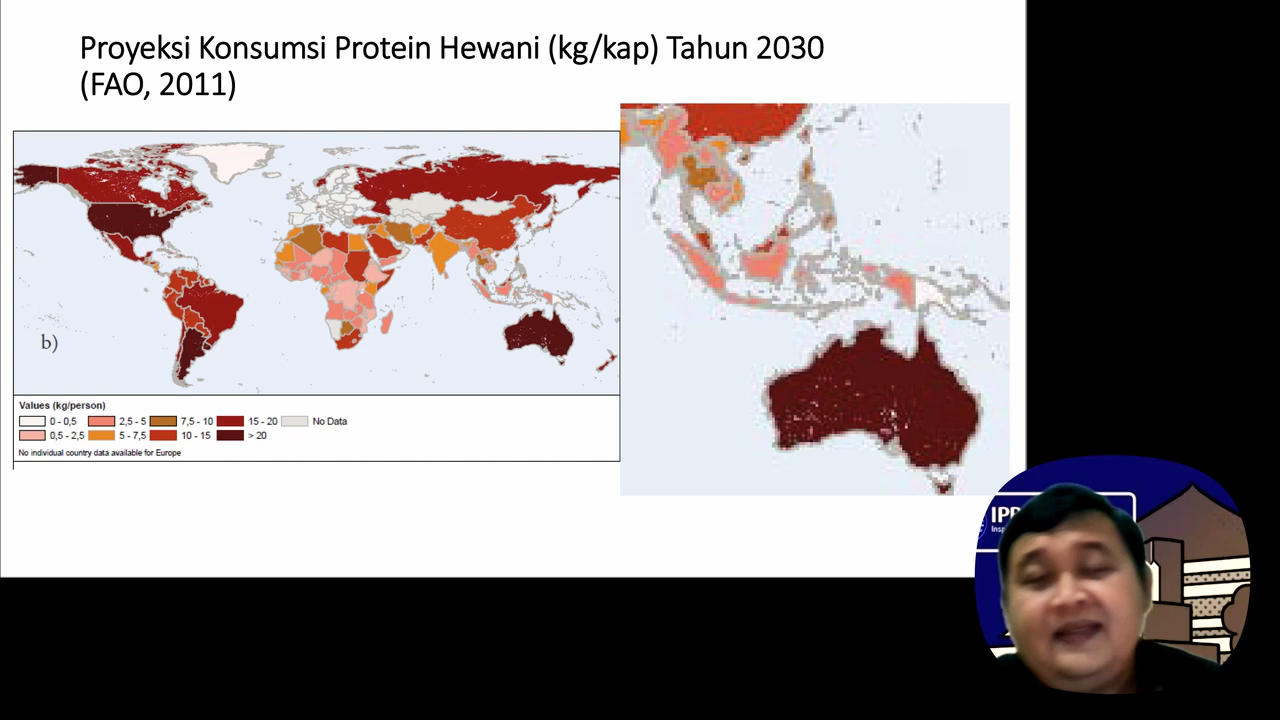 Proyeksi Konsumsi Protein Hewani (kg/kap) Tahun 2030
(FAO, 2011)
b)
Values (kg/person)
0 - 0,5
2,5 - 5
7,5 - 10
15 - 20
No Data
0,5 - 2,5
5 - 7,5
10 - 15
> 20
No individual country data available for Europe